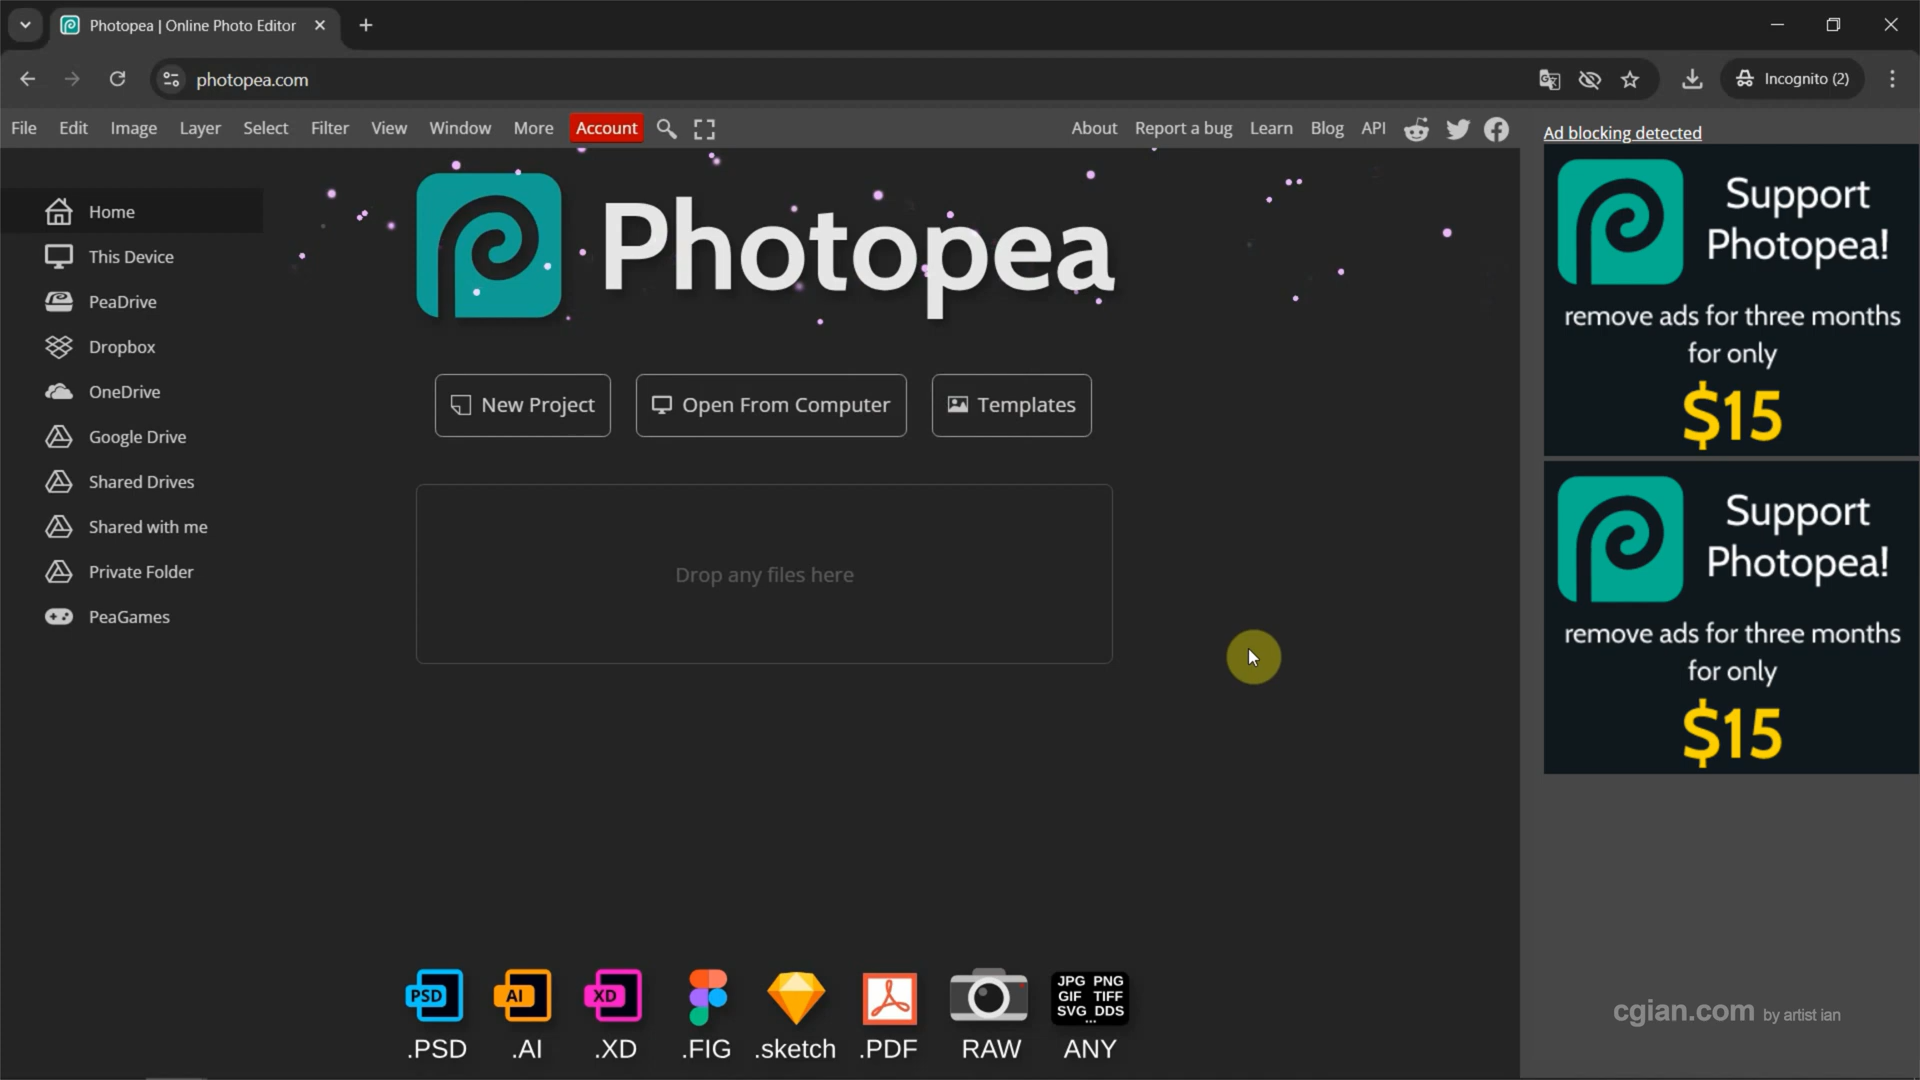 Photopea | Online Photo Editor
photopea.com
Incognito (2)
File Edit Image Layer Select Filter View Window More Account
About Report a bug Learn Blog API
Ad blocking detected
Home
This Device
PeaDrive
Dropbox
OneDrive
Google Drive
Shared Drives
Shared with me
Private Folder
PeaGames
Photopea
New Project
Open From Computer
Templates
Drop any files here
Support
Photopea!
remove ads for three months
for only
$15
Support
Photopea!
remove ads for three months
for only
$15
PSD
AI
XD
JPG PNG
GIF TIFF
SVG DDS
...
.PSD .AI .XD .FIG .sketch .PDF RAW ANY
cgian.com by artist ian